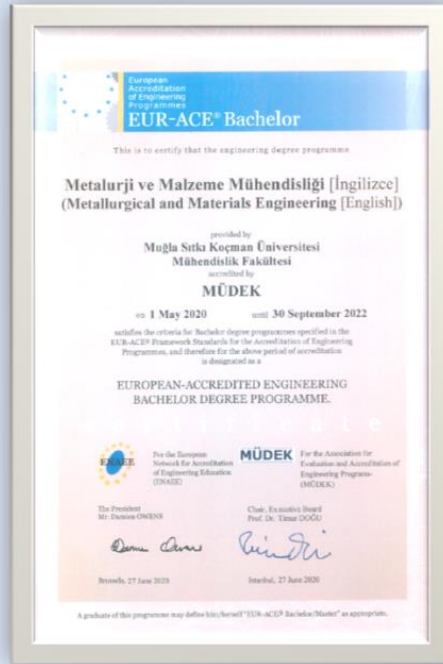 European
Accreditation
of Engineering
Programmes
EUR-ACE® Bachelor
This is to certify that the engineering degree programme
Metalurji ve Malzeme Mühendisliği [İngilizce]
(Metallurgical and Materials Engineering [English])
provided by
Muğla Sıtkı Koçman Üniversitesi
Mühendislik Fakültesi
accredited by
MÜDEK
on 1 May 2020 until 30 September 2022
satisfies the criteria for Bachelor degree programmes specified in the
EUR-ACE® Framework Standards for the Accreditation of Engineering
Programmes, and therefore for the above period of accreditation
is designated as a
EUROPEAN-ACCREDITED ENGINEERING
BACHELOR DEGREE PROGRAMME.
certificate
ENAEE
For the European
Network for Accreditation
of Engineering Education
(ENAEE)
MÜDEK
For the Association for
Evaluation and Accreditation of
Engineering Programs
(MÜDEK)
The President
Mr. Damien OWENS
Chair, Executive Board
Prof. Dr. Timur DOĞU
Brussels, 27 June 2020
Istanbul, 27 June 2020
A graduate of this programme may define him/herself "EUR-ACE® Bachelor/Master" as appropriate.